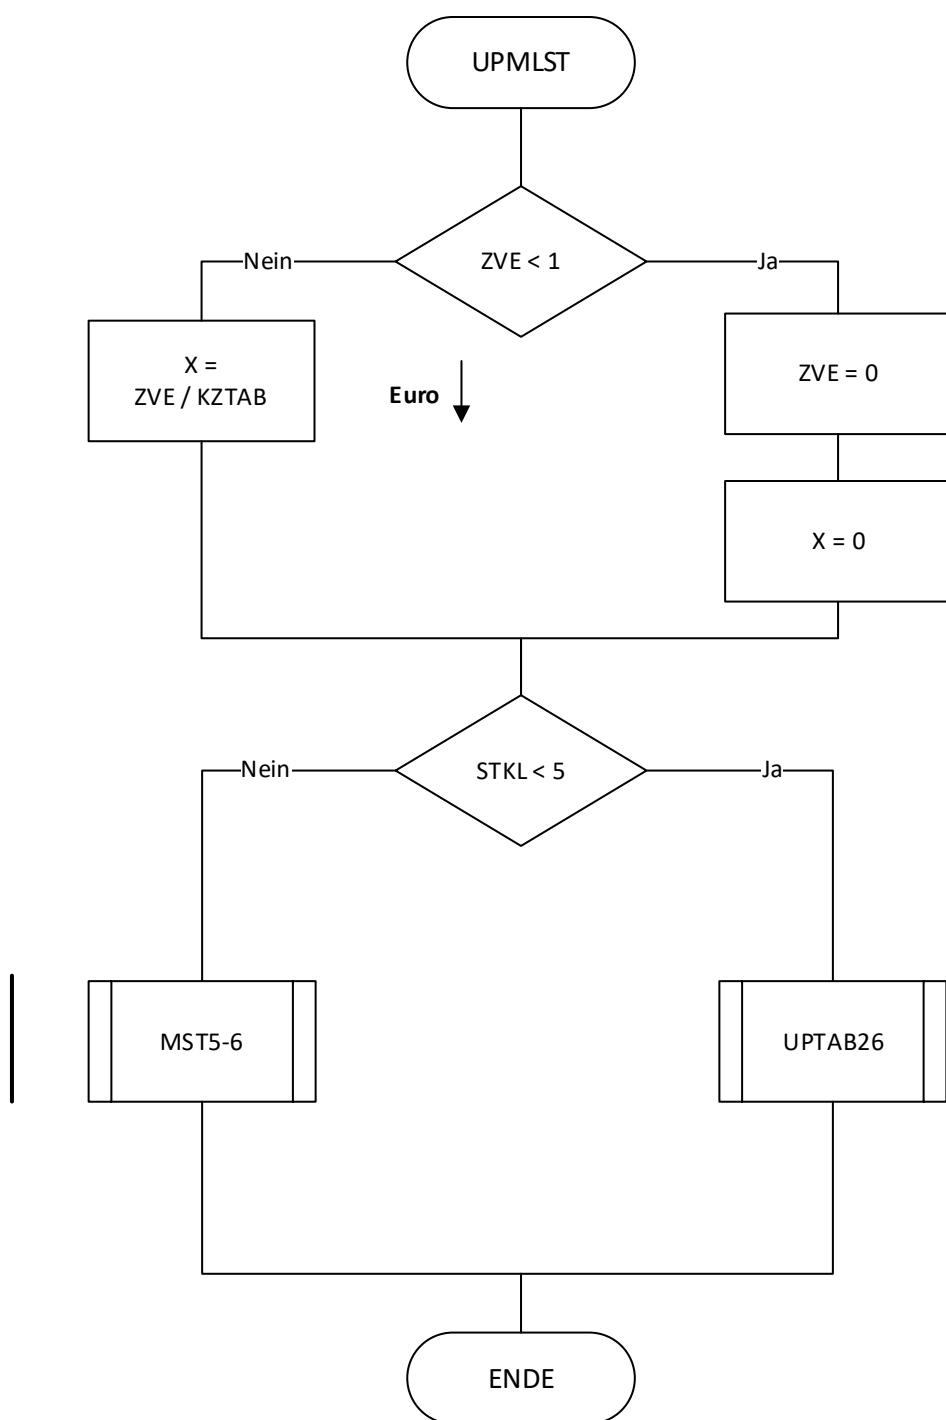 UPMLST
ZVE < 1
Nein
Ja
X =
ZVE / KZTAB
Euro
ZVE = 0
X = 0
STKL < 5
Nein
Ja
MST5-6
UPTAB26
ENDE